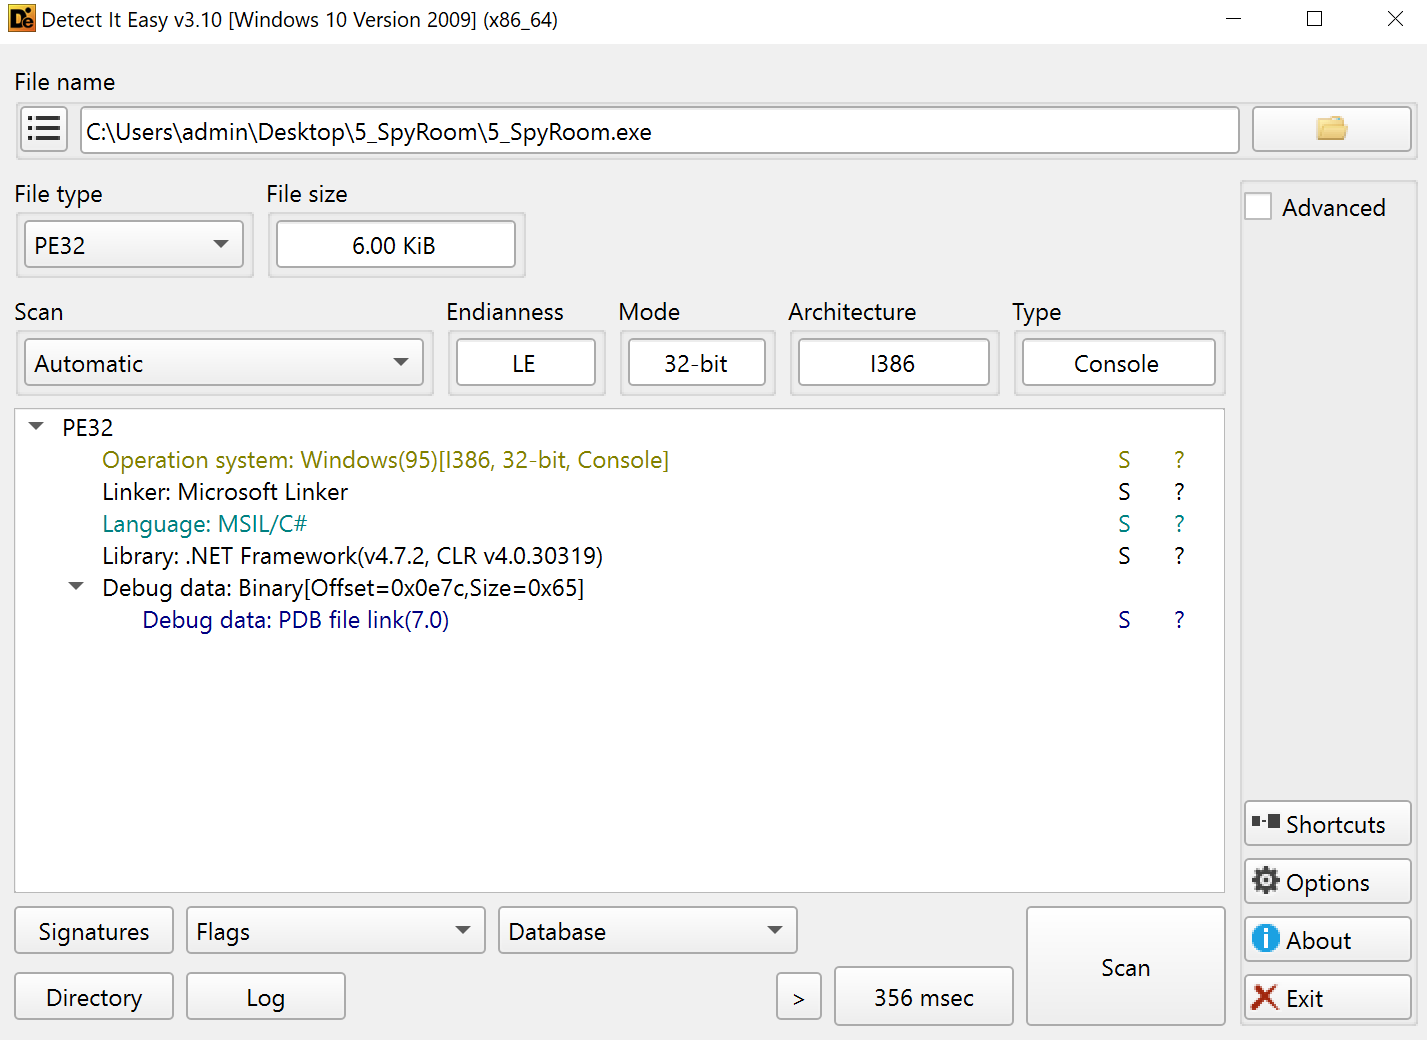 Detect It Easy v3.10 [Windows 10 Version 2009] (x86_64)
File name
C:\Users\admin\Desktop\5_SpyRoom\5_SpyRoom.exe
File type File size
PE32 6.00 KiB
Advanced
Scan Endianness Mode Architecture Type
Automatic LE 32-bit I386 Console
PE32
Operation system: Windows(95)[I386, 32-bit, Console] S ?
Linker: Microsoft Linker S ?
Language: MSIL/C# S ?
Library: .NET Framework(v4.7.2, CLR v4.0.30319) S ?
Debug data: Binary[Offset=0x0e7c,Size=0x65]
Debug data: PDB file link(7.0) S ?
Shortcuts
Options
About
Exit
Signatures Flags Database
Directory Log > 356 msec Scan